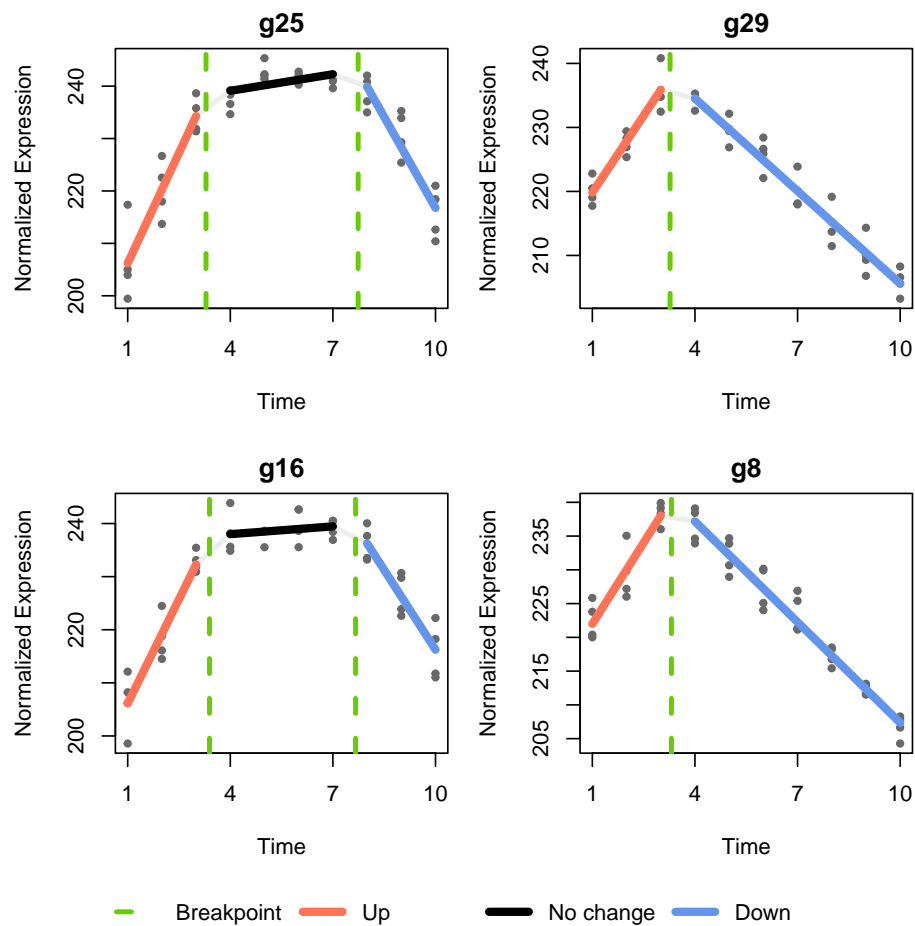 g25
Normalized Expression
200 220 240
1 4 7 10
Time
g29
Normalized Expression
210 220 230 240
1 4 7 10
Time
g16
Normalized Expression
200 220 240
1 4 7 10
Time
g8
Normalized Expression
205 215 225 235
1 4 7 10
Time
Breakpoint Up No change Down